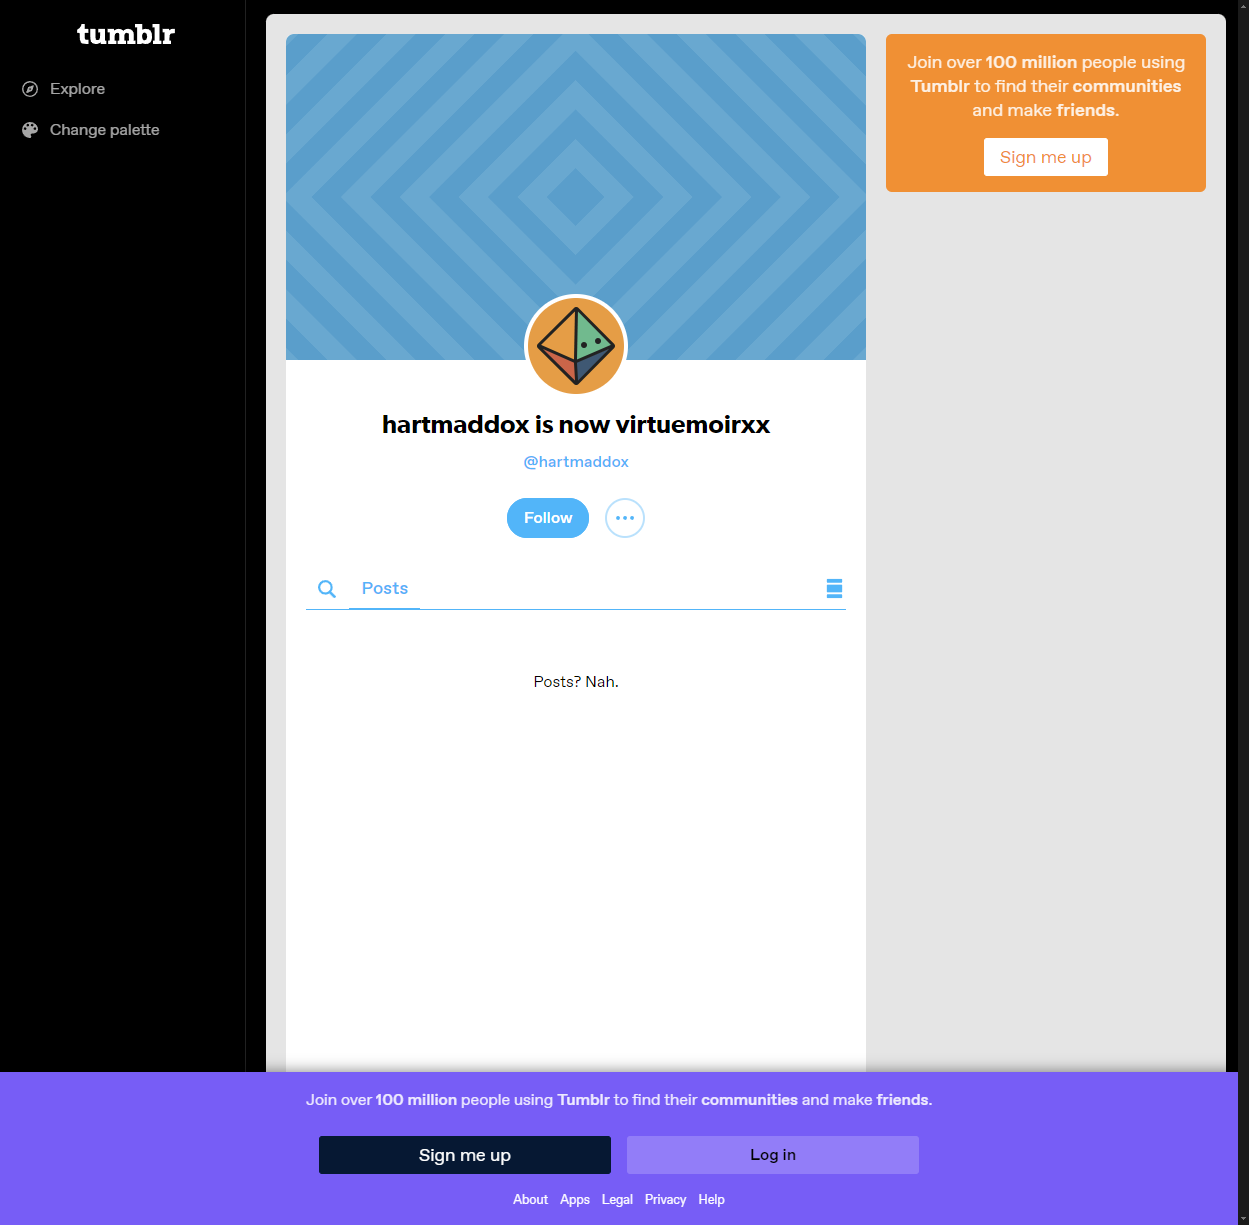 tumblr
Explore
Change palette
Join over 100 million people using
Tumblr to find their communities
and make friends.
Sign me up
hartmaddox is now virtuemoirxx
@hartmaddox
Follow
Posts
Posts? Nah.
Join over 100 million people using Tumblr to find their communities and make friends.
Sign me up
Log in
About Apps Legal Privacy Help